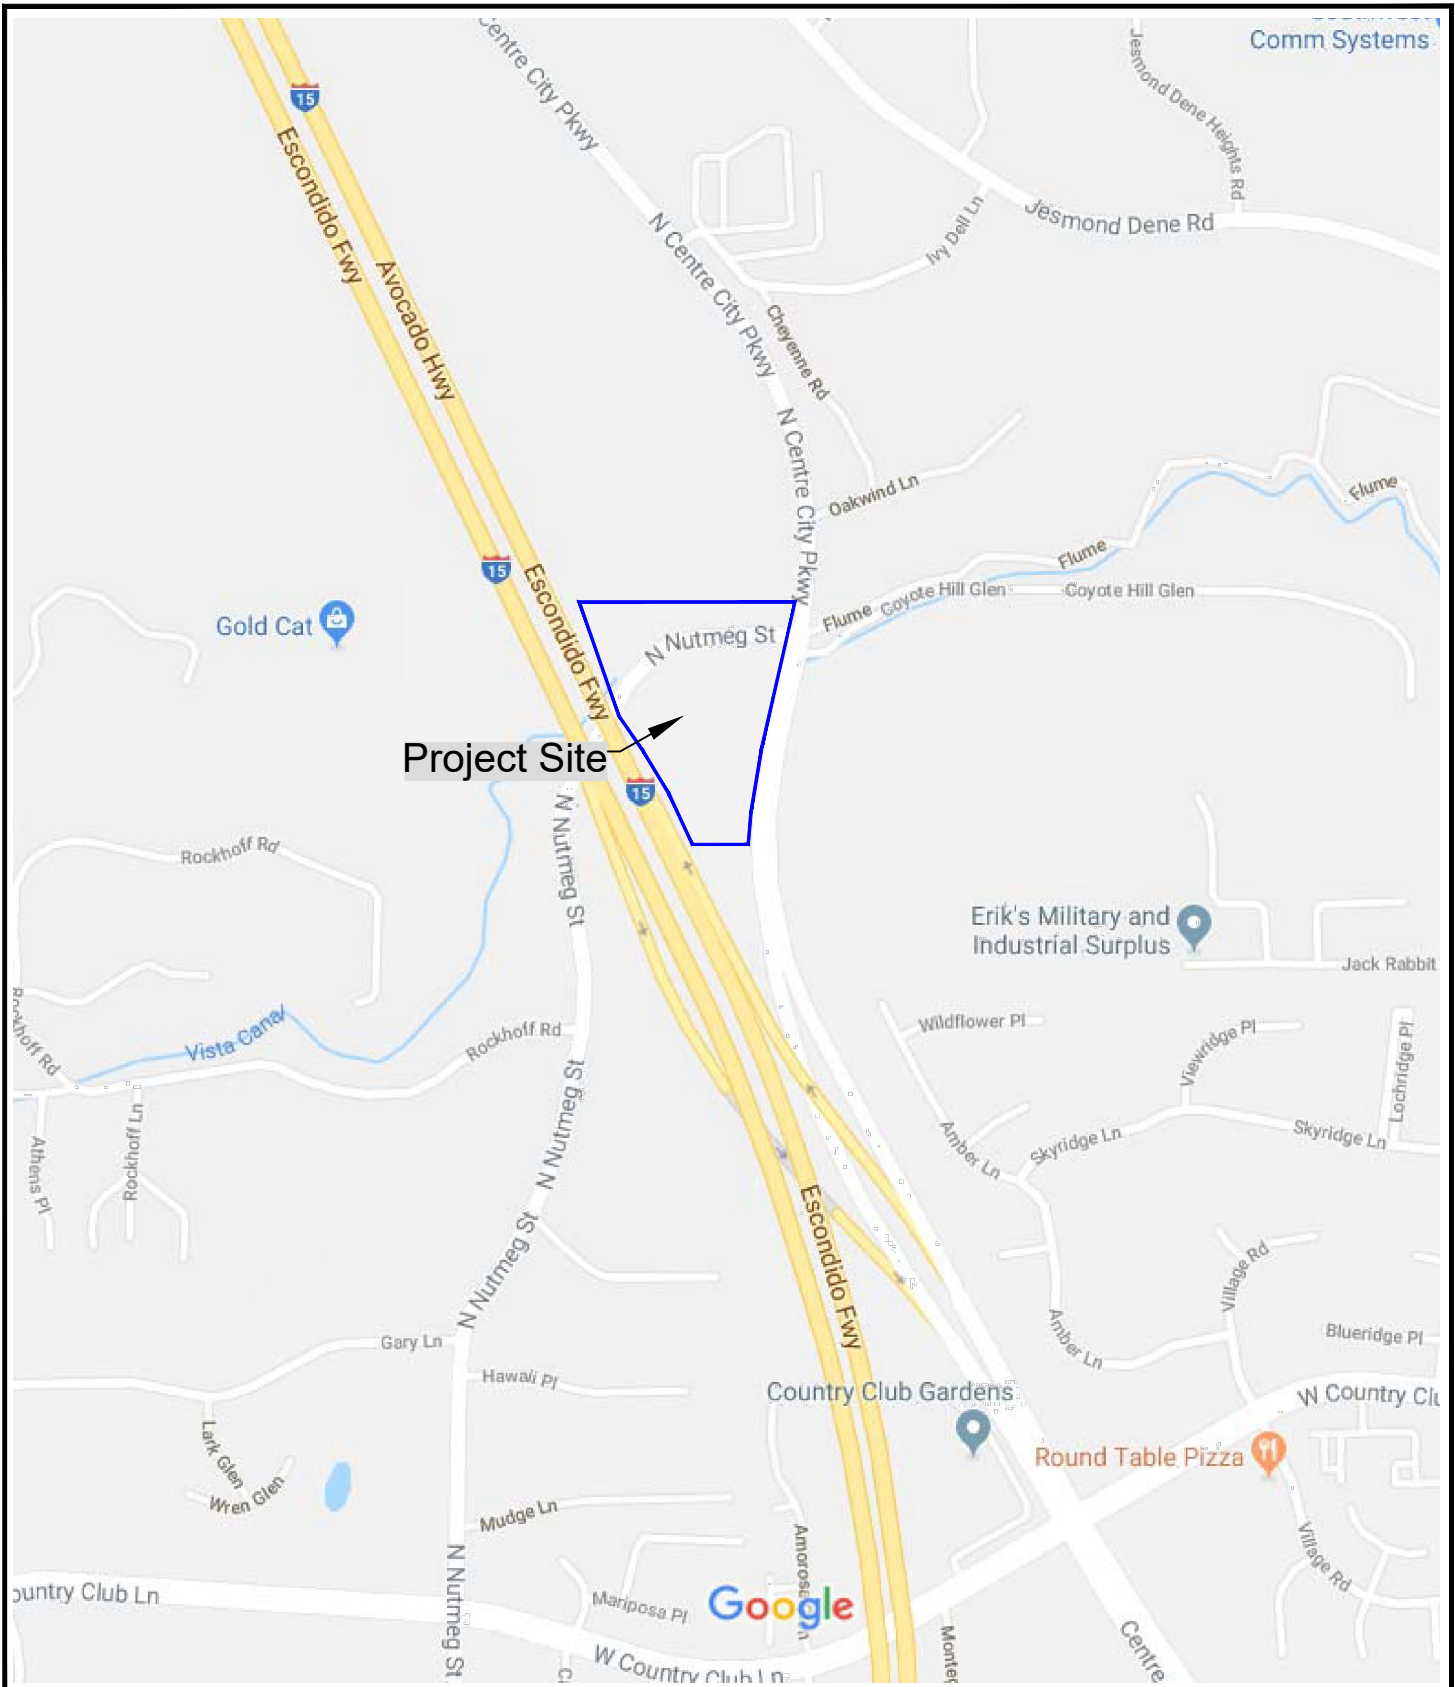 Comm Systems
Centre City Pkwy
Jesmond Dene Heights Rd
15
Escondido Fwy
Avocado Hwy
N Centre City Pkwy
Ivy Dell Ln
Jesmond Dene Rd
Cheyenne Rd
N Centre City Pkwy
Oakwind Ln
Flume
Flume
15
Escondido Fwy
Gold Cat
N Nutmeg St
Flume
Coyote Hill Glen
Coyote Hill Glen
Project Site
15
N Nutmeg St
Rockhoff Rd
Erik's Military and
Industrial Surplus
Jack Rabbit
Rockhoff Rd
Vista Canal
Rockhoff Rd
Wildflower Pl
Viewridge Pl
Lochridge Pl
N Nutmeg St
Athens Pl
Rockhoff Ln
Amber Ln
Skyridge Ln
Skyridge Ln
Escondido Fwy
N Nutmeg St
Village Rd
Gary Ln
Amber Ln
Blueridge Pl
Hawaii Pl
Country Club Gardens
W Country Clu
Lark Glen
Wren Glen
Round Table Pizza
Mudge Ln
Amorosa
Village Rd
N Nutmeg St
ountry Club Ln
Mariposa Pl
Google
W Country Club Ln
Centre